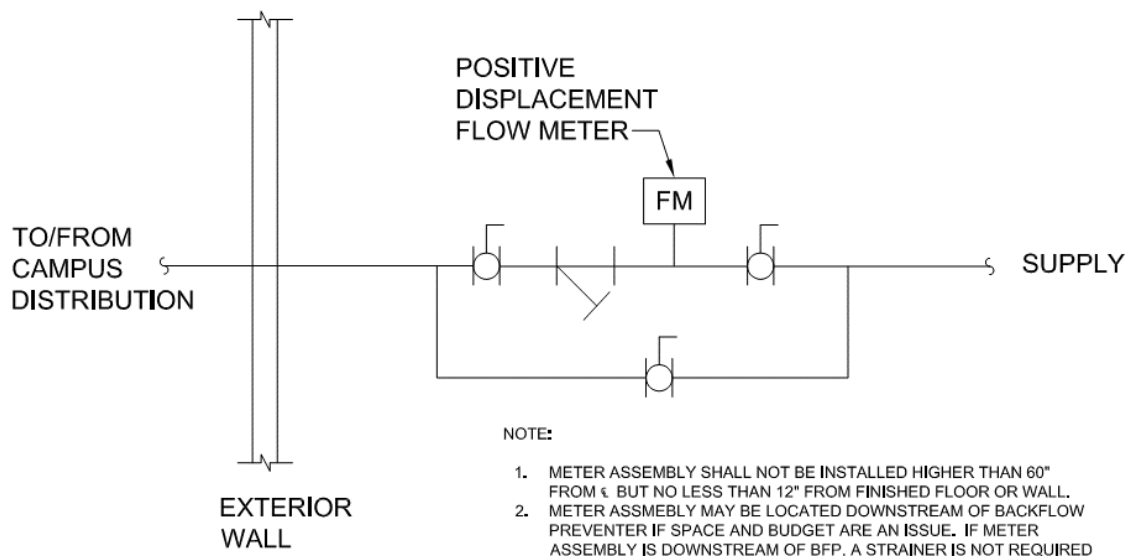 POSITIVE
DISPLACEMENT
FLOW METER
FM
TO/FROM
CAMPUS
DISTRIBUTION
SUPPLY
EXTERIOR
WALL
NOTE:
1. METER ASSEMBLY SHALL NOT BE INSTALLED HIGHER THAN 60"
FROM ℄ BUT NO LESS THAN 12" FROM FINISHED FLOOR OR WALL.
2. METER ASSMEBLY MAY BE LOCATED DOWNSTREAM OF BACKFLOW
PREVENTER IF SPACE AND BUDGET ARE AN ISSUE. IF METER
ASSEMBLY IS DOWNSTREAM OF BFP, A STRAINER IS NOT REQUIRED